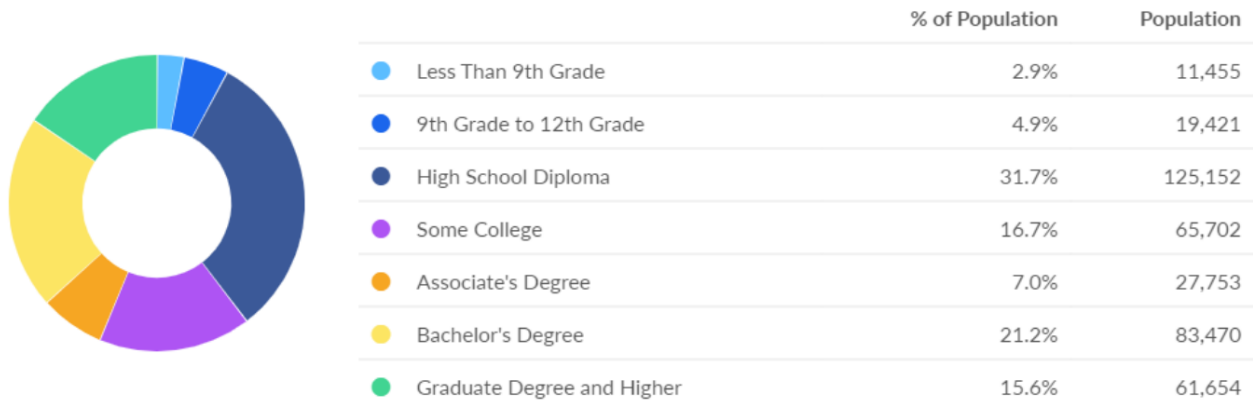 % of Population Population
Less Than 9th Grade 2.9% 11,455
9th Grade to 12th Grade 4.9% 19,421
High School Diploma 31.7% 125,152
Some College 16.7% 65,702
Associate's Degree 7.0% 27,753
Bachelor's Degree 21.2% 83,470
Graduate Degree and Higher 15.6% 61,654